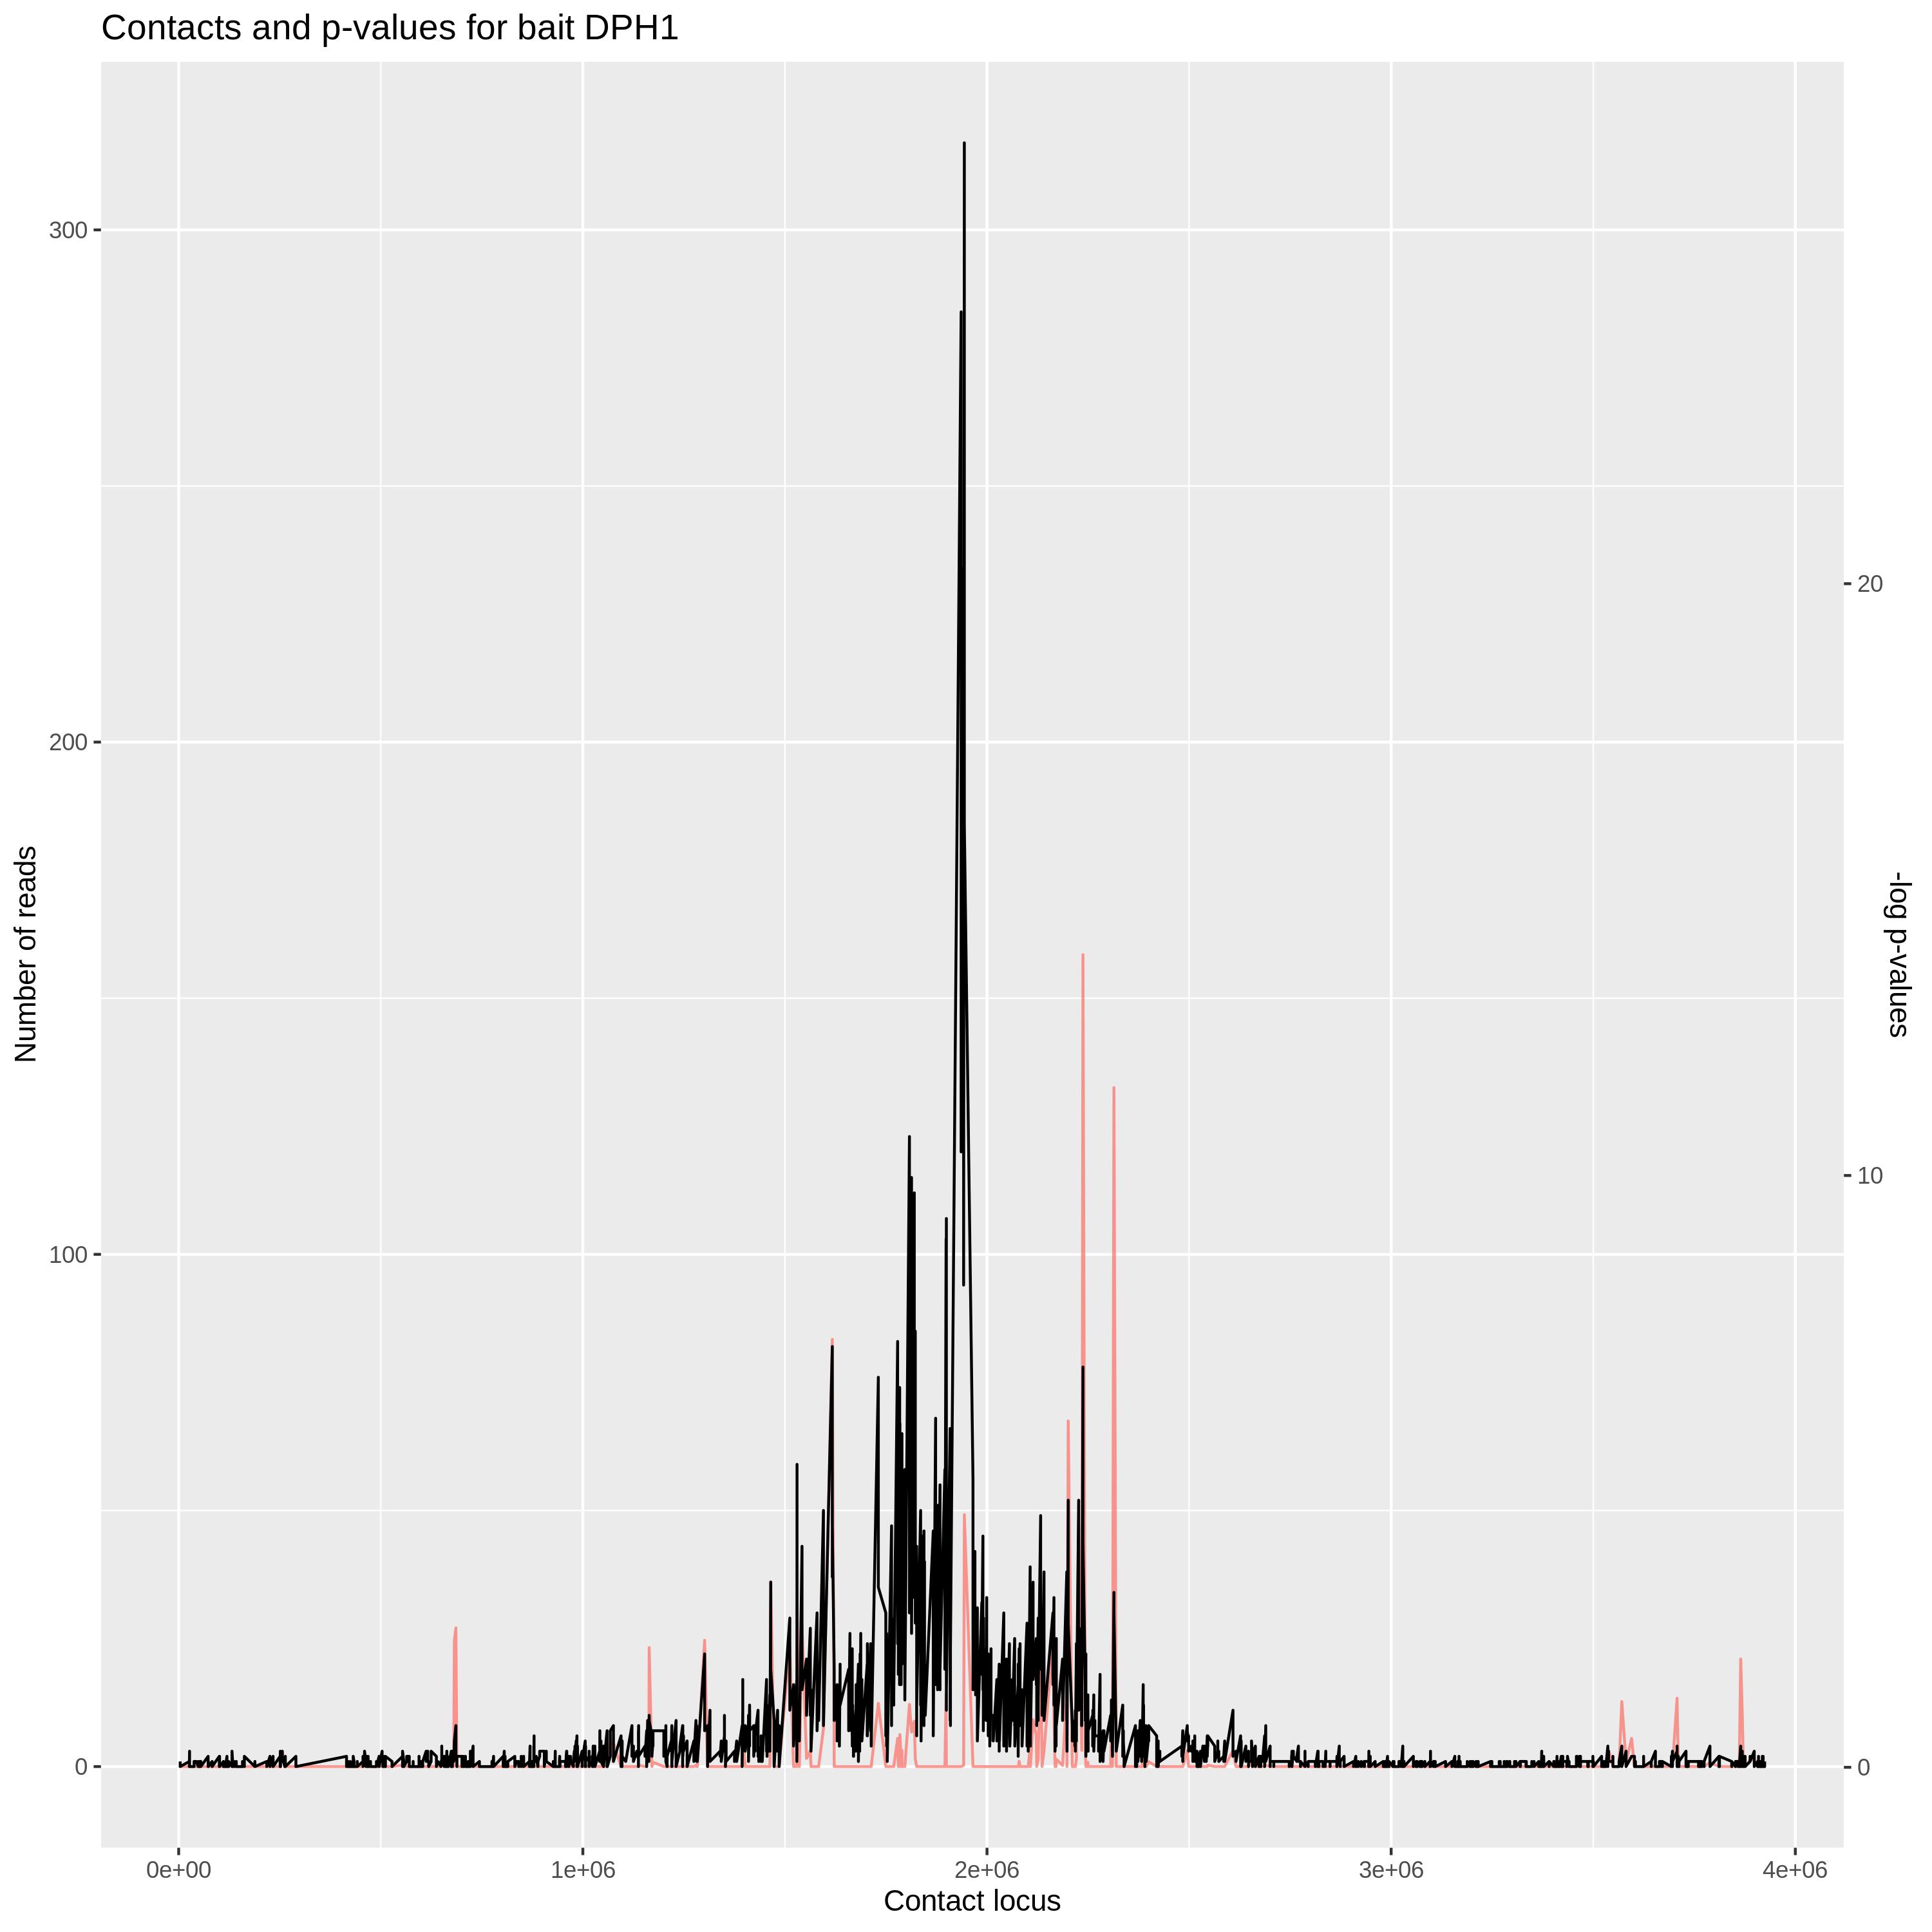 Contacts and p-values for bait DPH1
300
200
100
0
Number of reads
20
10
0
-log p-values
0e+00 1e+06 2e+06 3e+06 4e+06
Contact locus